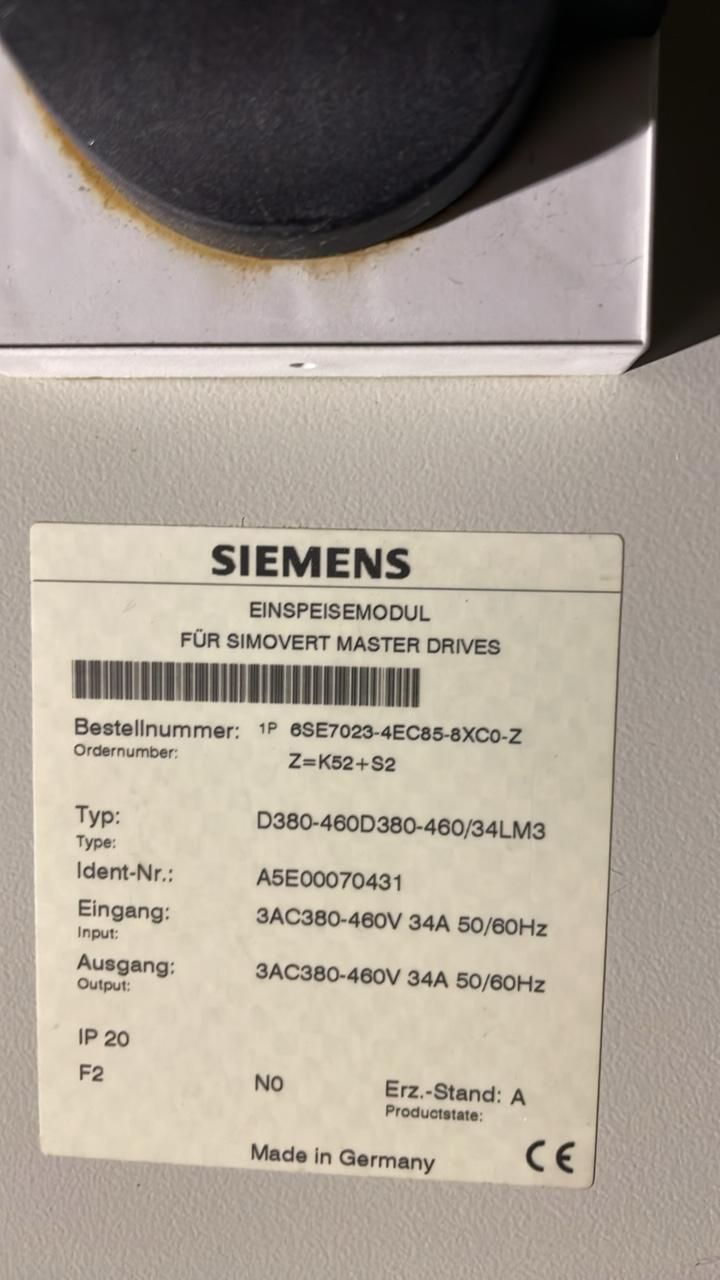 SIEMENS
EINSPEISEMODUL
FÜR SIMOVERT MASTER DRIVES
Bestellnummer: 1P 6SE7023-4EC85-8XC0-Z
Ordernumber: Z=K52+S2
Typ: D380-460D380-460/34LM3
Type:
Ident-Nr.: A5E00070431
Eingang: 3AC380-460V 34A 50/60Hz
Input:
Ausgang: 3AC380-460V 34A 50/60Hz
Output:
IP 20
F2 N0 Erz.-Stand: A
Productstate:
Made in Germany CE